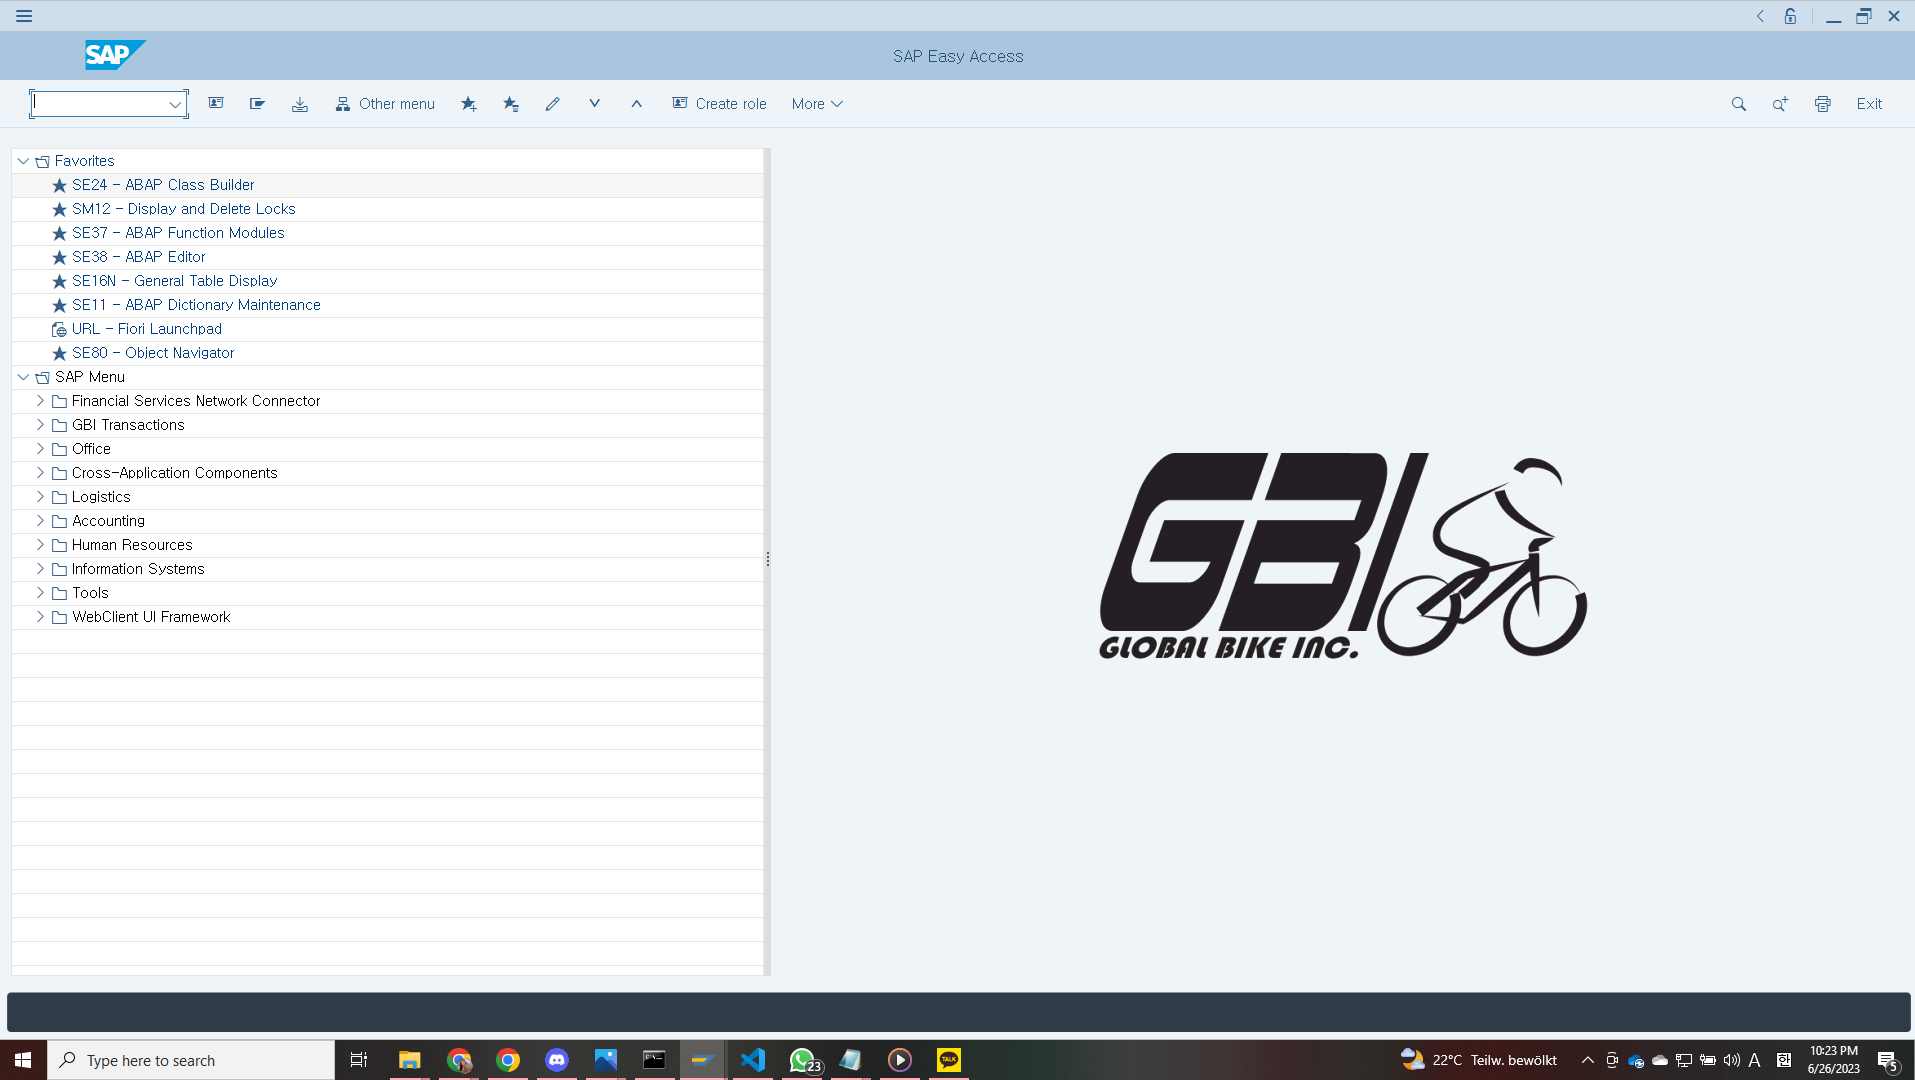 SAP
SAP Easy Access
Other menu
Create role
More
Exit
Favorites
SE24 - ABAP Class Builder
SM12 - Display and Delete Locks
SE37 - ABAP Function Modules
SE38 - ABAP Editor
SE16N - General Table Display
SE11 - ABAP Dictionary Maintenance
URL - Fiori Launchpad
SE80 - Object Navigator
SAP Menu
Financial Services Network Connector
GBI Transactions
Office
Cross-Application Components
Logistics
Accounting
Human Resources
Information Systems
Tools
WebClient UI Framework
GBI
GLOBAL BIKE INC.
Type here to search
C:\_
23
TALK
22°C Teilw. bewölkt
A
한
10:23 PM
6/26/2023
5